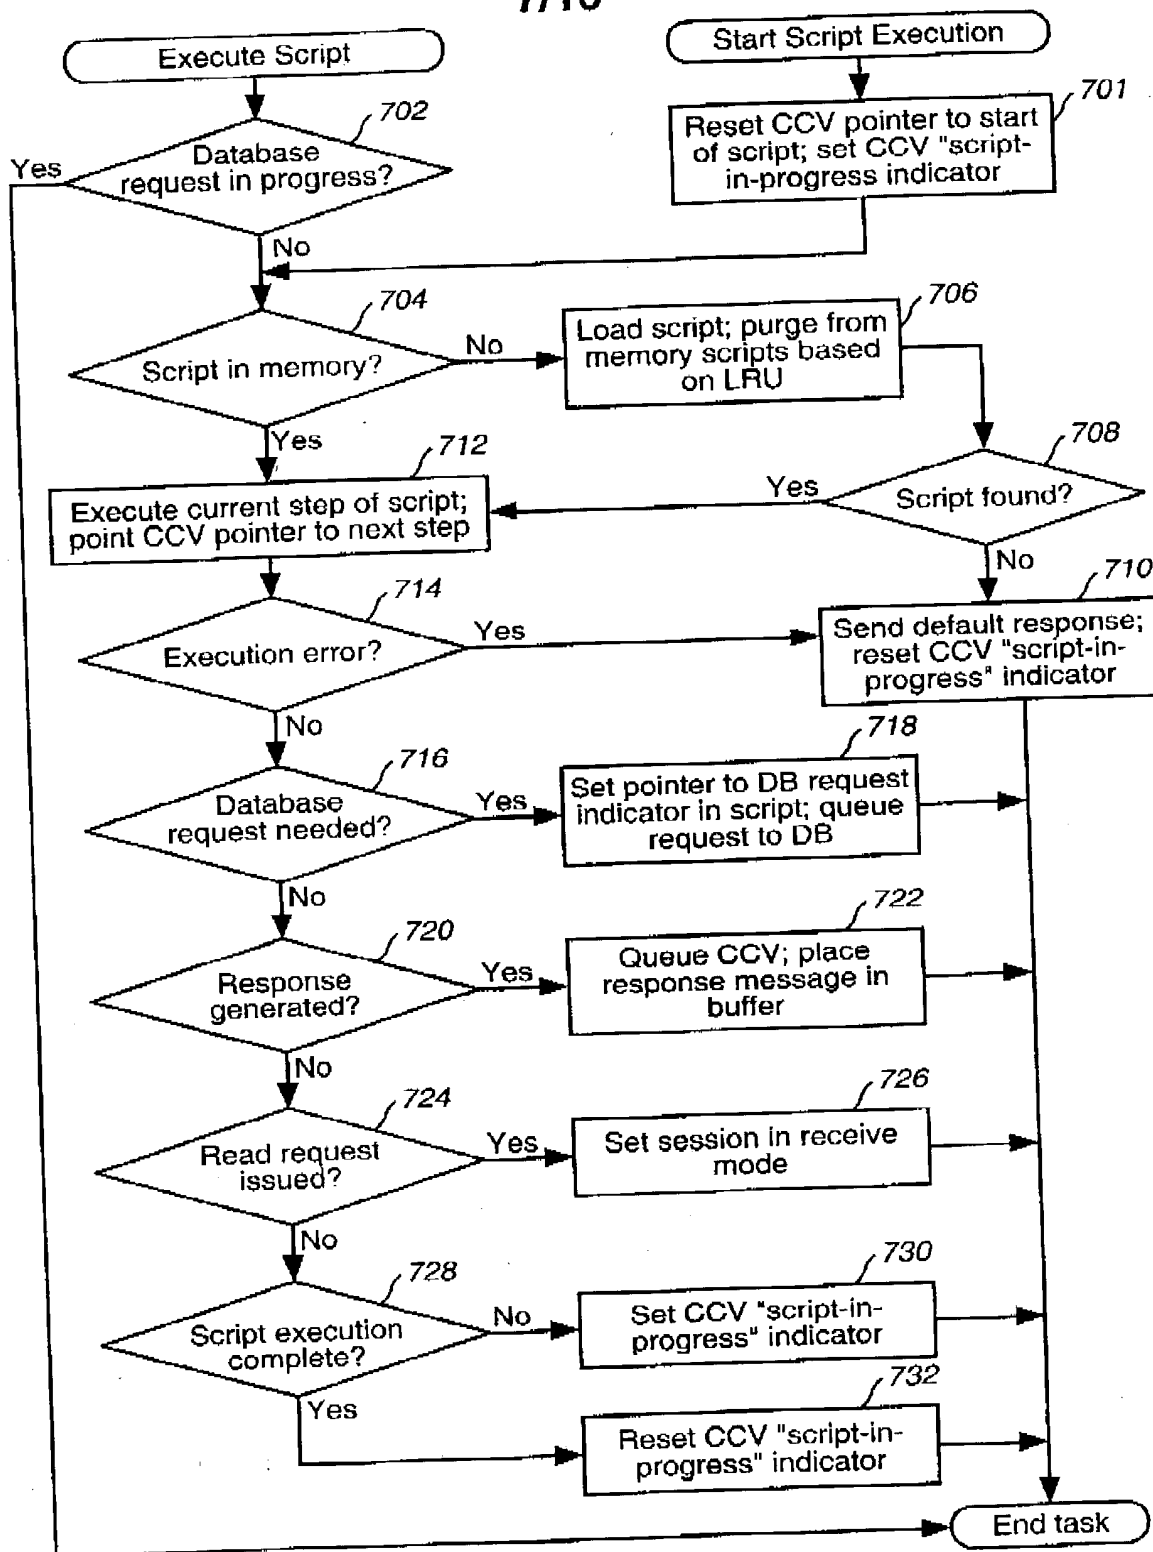 7/10
Execute Script
Start Script Execution
701
Reset CCV pointer to start
of script; set CCV "script-
in-progress indicator
702
Database
request in progress?
Yes
No
704
Script in memory?
No
706
Load script; purge from
memory scripts based
on LRU
Yes
708
Script found?
Yes
No
712
Execute current step of script;
point CCV pointer to next step
710
Send default response;
reset CCV "script-in-
progress" indicator
714
Execution error?
Yes
No
716
Database
request needed?
Yes
718
Set pointer to DB request
indicator in script; queue
request to DB
No
720
Response
generated?
Yes
722
Queue CCV; place
response message in
buffer
No
724
Read request
issued?
Yes
726
Set session in receive
mode
No
728
Script execution
complete?
No
730
Set CCV "script-in-
progress" indicator
Yes
732
Reset CCV "script-in-
progress" indicator
End task